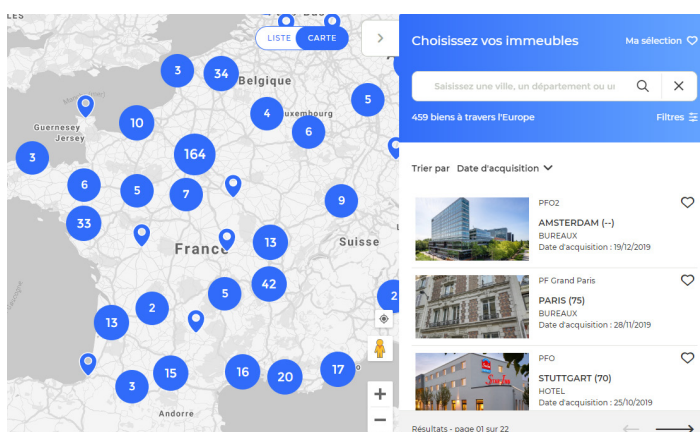 LISTE
CARTE
3
34
Belgique
4
5
10
6
Guernesey
Jersey
3
164
6
5
7
9
33
13
Suisse
France
42
5
2
2
13
16
20
17
15
3
Andorre
+
−
Choisissez vos immeubles
Ma sélection
Saisissez une ville, un département ou un
459 biens à travers l'Europe
Filtres
Trier par Date d'acquisition
PFO2
AMSTERDAM (--)
BUREAUX
Date d'acquisition : 19/12/2019
PF Grand Paris
PARIS (75)
BUREAUX
Date d'acquisition : 28/11/2019
PFO
STUTTGART (70)
HOTEL
Date d'acquisition : 25/10/2019
Résultats - page 01 sur 22